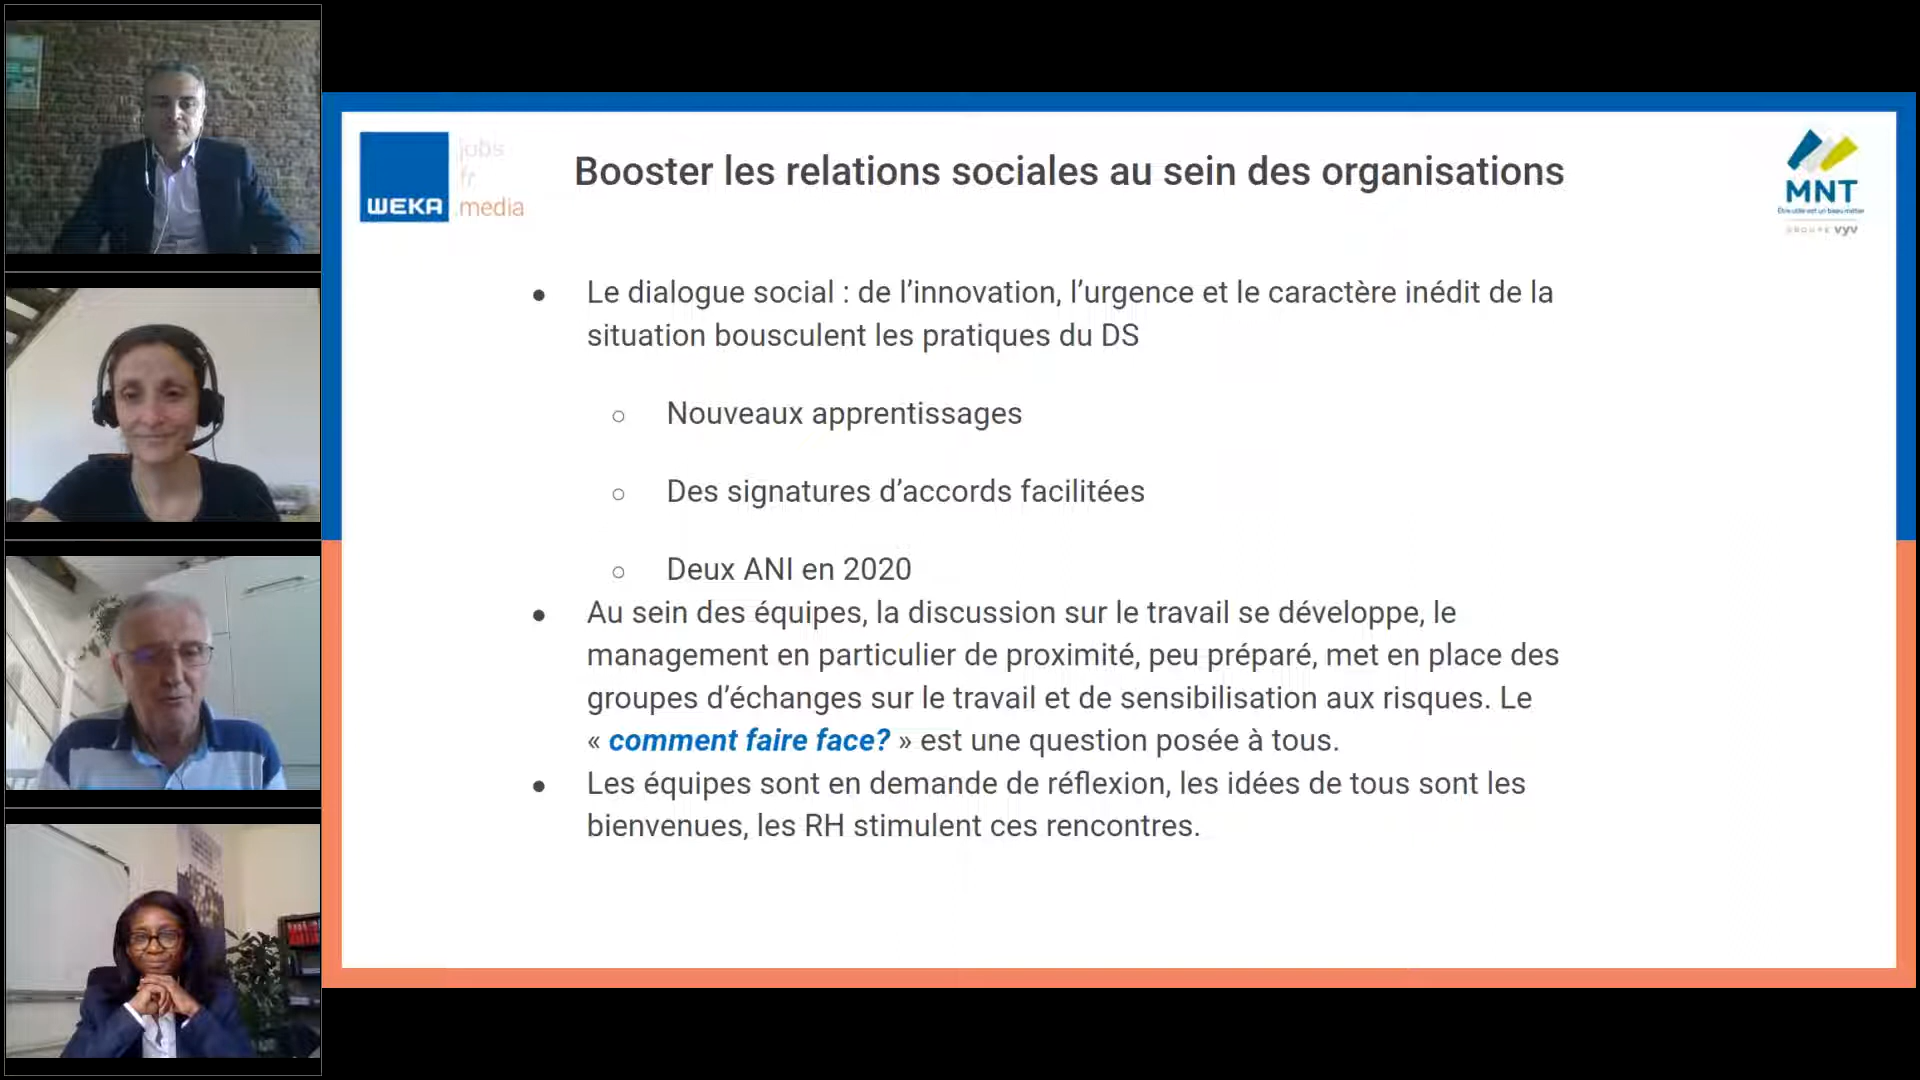 jobs
fr
WEKA .media
Booster les relations sociales au sein des organisations
MNT
Être utile est un beau métier
GROUPE vyv
● Le dialogue social : de l’innovation, l’urgence et le caractère inédit de la
situation bousculent les pratiques du DS
○ Nouveaux apprentissages
○ Des signatures d’accords facilitées
○ Deux ANI en 2020
● Au sein des équipes, la discussion sur le travail se développe, le
management en particulier de proximité, peu préparé, met en place des
groupes d’échanges sur le travail et de sensibilisation aux risques. Le
« comment faire face? » est une question posée à tous.
● Les équipes sont en demande de réflexion, les idées de tous sont les
bienvenues, les RH stimulent ces rencontres.